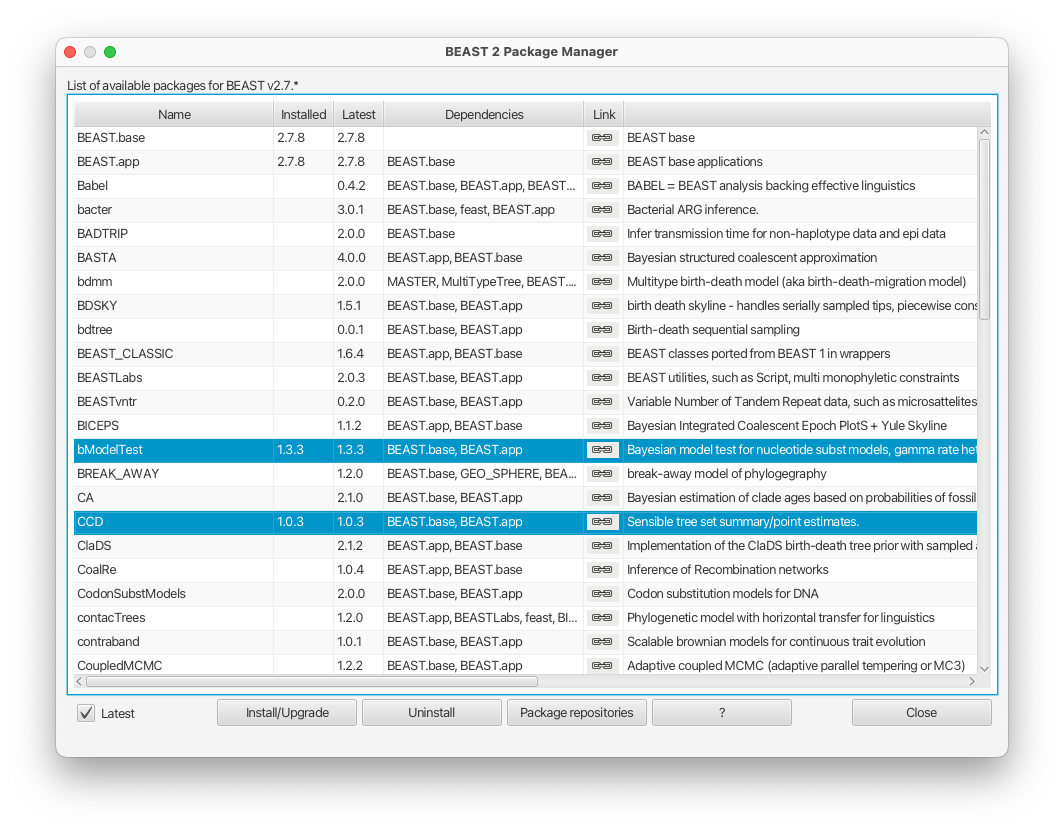 BEAST 2 Package Manager
List of available packages for BEAST v2.7.*
Name Installed Latest Dependencies Link
BEAST.base 2.7.8 2.7.8 BEAST base
BEAST.app 2.7.8 2.7.8 BEAST.base BEAST base applications
Babel 0.4.2 BEAST.base, BEAST.app, BEAST... BABEL = BEAST analysis backing effective linguistics
bacter 3.0.1 BEAST.base, feast, BEAST.app Bacterial ARG inference.
BADTRIP 2.0.0 BEAST.base Infer transmission time for non-haplotype data and epi data
BASTA 4.0.0 BEAST.app, BEAST.base Bayesian structured coalescent approximation
bdmm 2.0.0 MASTER, MultiTypeTree, BEAST.... Multitype birth-death model (aka birth-death-migration model)
BDSKY 1.5.1 BEAST.base, BEAST.app birth death skyline - handles serially sampled tips, piecewise cons
bdtree 0.0.1 BEAST.base, BEAST.app Birth-death sequential sampling
BEAST_CLASSIC 1.6.4 BEAST.app, BEAST.base BEAST classes ported from BEAST 1 in wrappers
BEASTLabs 2.0.3 BEAST.base, BEAST.app BEAST utilities, such as Script, multi monophyletic constraints
BEASTvntr 0.2.0 BEAST.base, BEAST.app Variable Number of Tandem Repeat data, such as microsattelites
BICEPS 1.1.2 BEAST.app, BEAST.base Bayesian Integrated Coalescent Epoch PlotS + Yule Skyline
bModelTest 1.3.3 1.3.3 BEAST.base, BEAST.app Bayesian model test for nucleotide subst models, gamma rate het
BREAK_AWAY 1.2.0 BEAST.base, GEO_SPHERE, BEA... break-away model of phylogegraphy
CA 2.1.0 BEAST.base, BEAST.app Bayesian estimation of clade ages based on probabilities of fossil
CCD 1.0.3 1.0.3 BEAST.base, BEAST.app Sensible tree set summary/point estimates.
ClaDS 2.1.2 BEAST.app, BEAST.base Implementation of the ClaDS birth-death tree prior with sampled a
CoalRe 1.0.4 BEAST.app, BEAST.base Inference of Recombination networks
CodonSubstModels 2.0.0 BEAST.base, BEAST.app Codon substitution models for DNA
contacTrees 1.2.0 BEAST.app, BEASTLabs, feast, BI... Phylogenetic model with horizontal transfer for linguistics
contraband 1.0.1 BEAST.base, BEAST.app Scalable brownian models for continuous trait evolution
CoupledMCMC 1.2.2 BEAST.base, BEAST.app Adaptive coupled MCMC (adaptive parallel tempering or MC3)
Latest Install/Upgrade Uninstall Package repositories ? Close